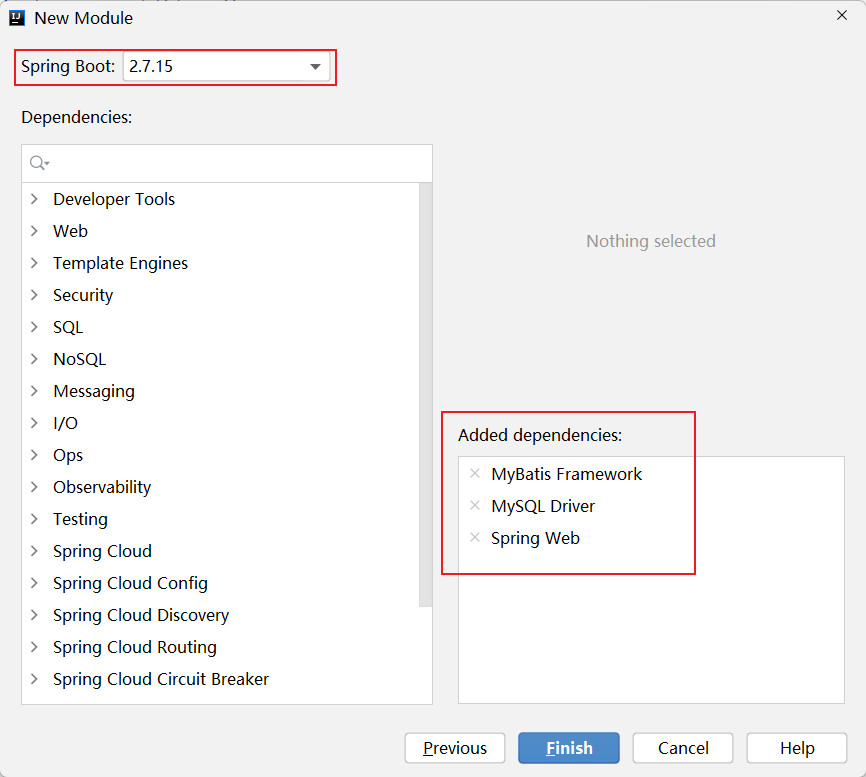 New Module
Spring Boot: 2.7.15
Dependencies:
Developer Tools
Web
Template Engines
Security
SQL
NoSQL
Messaging
I/O
Ops
Observability
Testing
Spring Cloud
Spring Cloud Config
Spring Cloud Discovery
Spring Cloud Routing
Spring Cloud Circuit Breaker
Nothing selected
Added dependencies:
MyBatis Framework
MySQL Driver
Spring Web
Previous
Finish
Cancel
Help